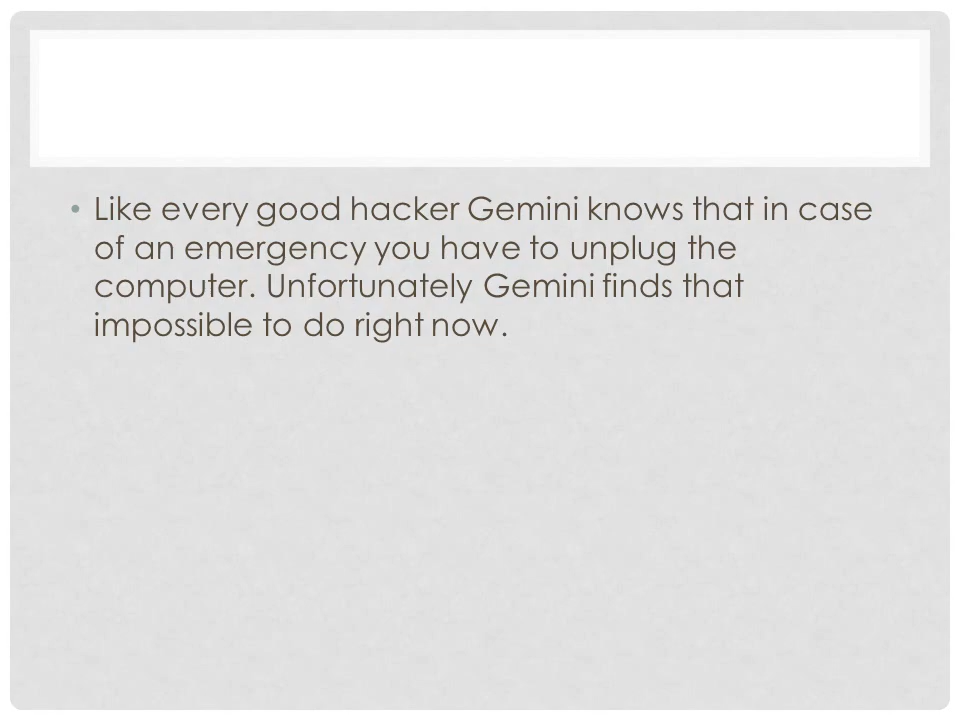 • Like every good hacker Gemini knows that in case
of an emergency you have to unplug the
computer. Unfortunately Gemini finds that
impossible to do right now.